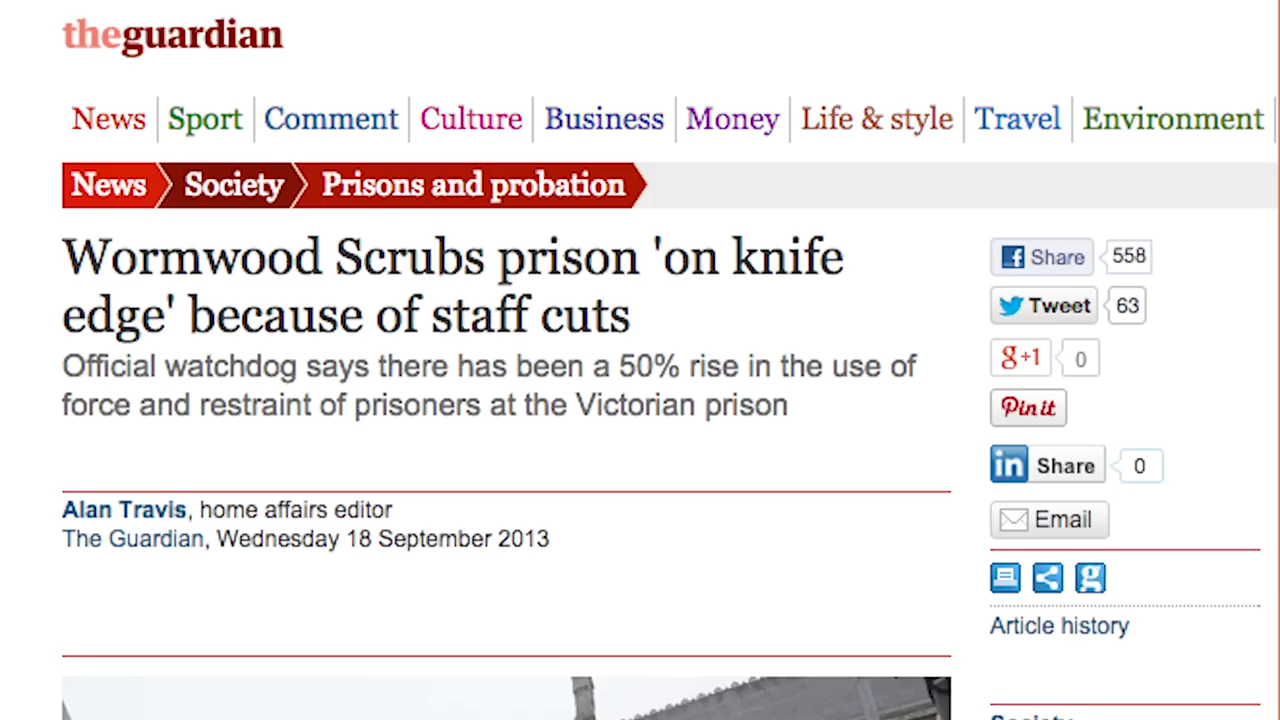 theguardian
News Sport Comment Culture Business Money Life & style Travel Environment
News Society Prisons and probation
Wormwood Scrubs prison 'on knife
edge' because of staff cuts
Official watchdog says there has been a 50% rise in the use of
force and restraint of prisoners at the Victorian prison
Alan Travis, home affairs editor
The Guardian, Wednesday 18 September 2013
Share 558
Tweet 63
g+1 0
Pin it
in Share 0
Email
Article history
Society